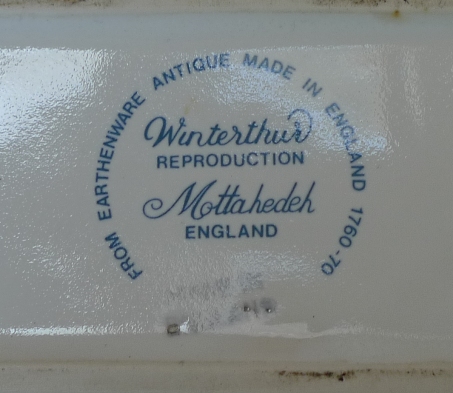 FROM EARTHENWARE ANTIQUE MADE IN ENGLAND 1760-70
Winterthur
REPRODUCTION
Mottahedeh
ENGLAND